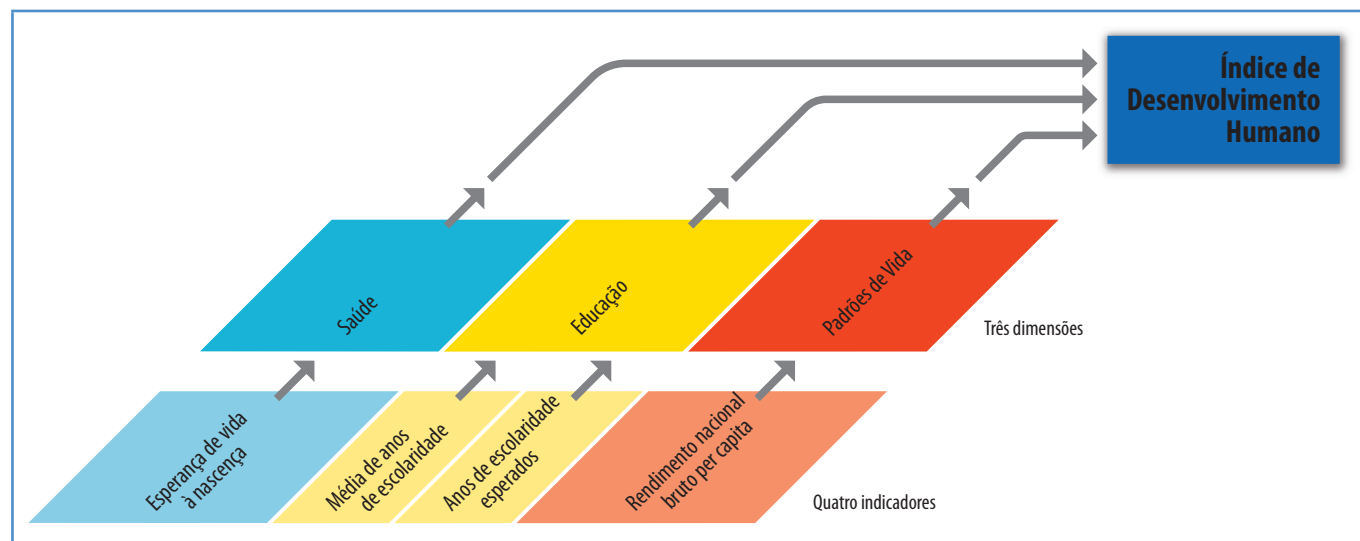 Índice de
Desenvolvimento
Humano
Saúde
Educação
Padrões de Vida
Três dimensões
Esperança de vida
à nascença
Média de anos
de escolaridade
Anos de escolaridade
esperados
Rendimento nacional
bruto per capita
Quatro indicadores